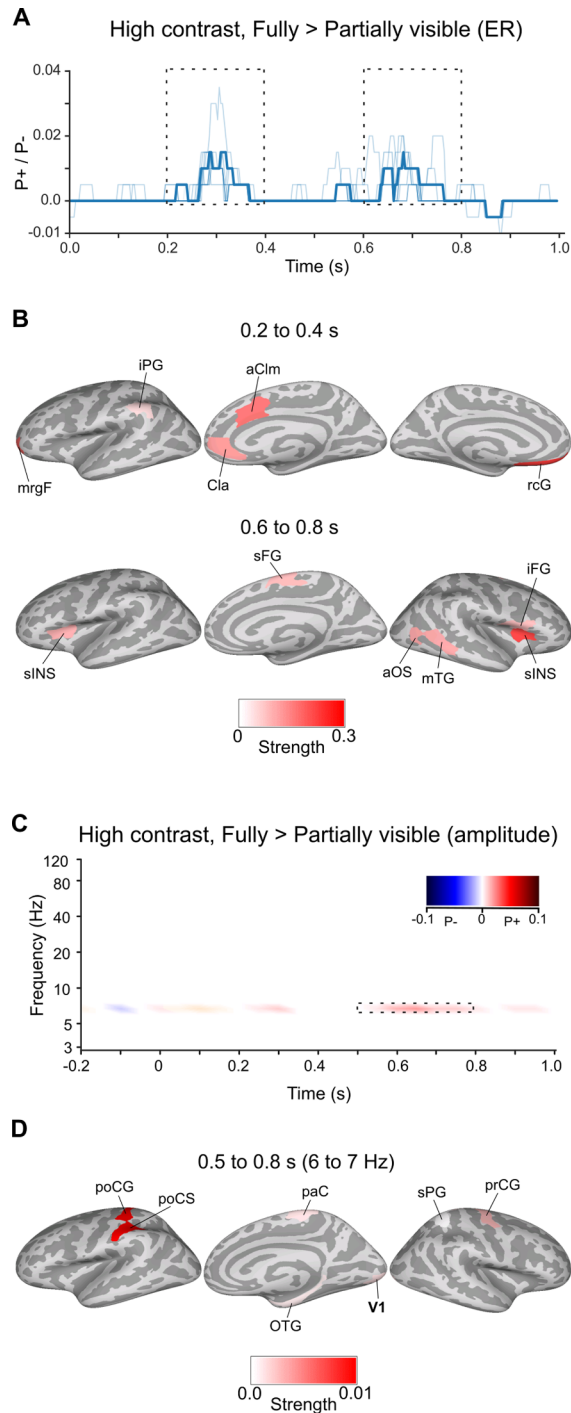 A
High contrast, Fully > Partially visible (ER)
P+ / P-
0.04
0.02
0.0
-0.01
0.0 0.2 0.4 0.6 0.8 1.0
Time (s)
B
0.2 to 0.4 s
iPG
aClm
mrgF
Cla
rcG
0.6 to 0.8 s
sFG
iFG
sINS
aOS
mTG
sINS
0 0.3
Strength
C
High contrast, Fully > Partially visible (amplitude)
Frequency (Hz)
120
80
40
20
10
5
3
-0.1 P- 0 P+ 0.1
-0.2 0 0.2 0.4 0.6 0.8 1.0
Time (s)
D
0.5 to 0.8 s (6 to 7 Hz)
poCG
poCS
paC
sPG
prCG
OTG
V1
0.0 0.01
Strength